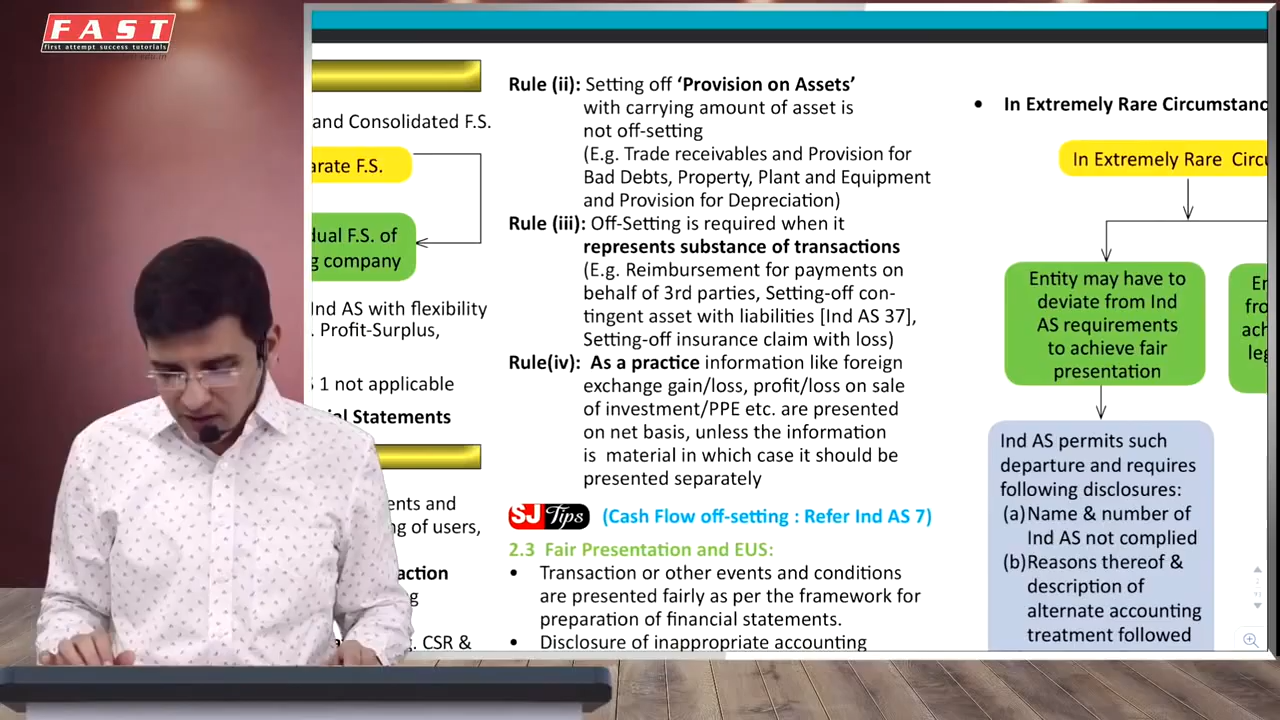 FAST
first attempt success tutorials
edu.in
and Consolidated F.S.
arate F.S.
dual F.S. of
g company
Ind AS with flexibility
. Profit-Surplus,
1 not applicable
ial Statements
ents and
ng of users,
action
g
. CSR &
Rule (ii): Setting off ‘Provision on Assets’
with carrying amount of asset is
not off-setting
(E.g. Trade receivables and Provision for
Bad Debts, Property, Plant and Equipment
and Provision for Depreciation)
Rule (iii): Off-Setting is required when it
represents substance of transactions
(E.g. Reimbursement for payments on
behalf of 3rd parties, Setting-off con-
tingent asset with liabilities [Ind AS 37],
Setting-off insurance claim with loss)
Rule(iv): As a practice information like foreign
exchange gain/loss, profit/loss on sale
of investment/PPE etc. are presented
on net basis, unless the information
is material in which case it should be
presented separately
SJ Tips (Cash Flow off-setting : Refer Ind AS 7)
2.3 Fair Presentation and EUS:
• Transaction or other events and conditions
are presented fairly as per the framework for
preparation of financial statements.
• Disclosure of inappropriate accounting
• In Extremely Rare Circumstanc
In Extremely Rare Circu
Entity may have to
deviate from Ind
AS requirements
to achieve fair
presentation
En
fro
ach
leg
Ind AS permits such
departure and requires
following disclosures:
(a) Name & number of
Ind AS not complied
(b) Reasons thereof &
description of
alternate accounting
treatment followed